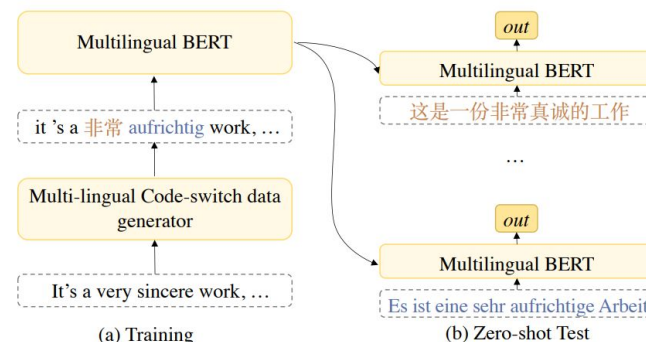 Multilingual BERT
it 's a 非常 aufrichtig work, ...
Multi-lingual Code-switch data
generator
It's a very sincere work, ...
(a) Training
out
Multilingual BERT
这是一份非常真诚的工作
...
out
Multilingual BERT
Es ist eine sehr aufrichtige Arbeit
(b) Zero-shot Test